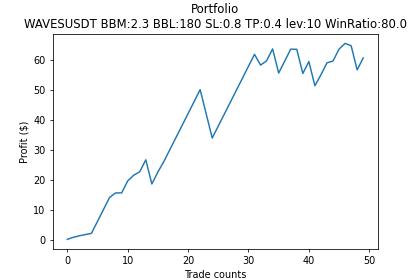 Portfolio
WAVESUSDT BBM:2.3 BBL:180 SL:0.8 TP:0.4 lev:10 WinRatio:80.0
Profit ($)
60
50
40
30
20
10
0
0 10 20 30 40 50
Trade counts